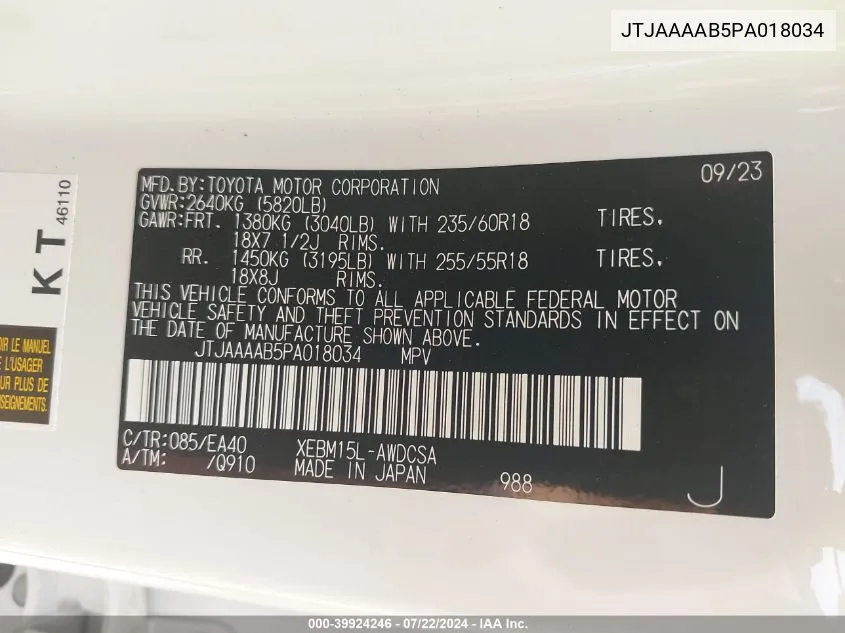 JTJAAAAB5PA018034
09/23
MFD.BY:TOYOTA MOTOR CORPORATION
GVWR:2640KG (5820LB)
GAWR:FRT. 1380KG (3040LB) WITH 235/60R18 TIRES.
18X7 1/2J RIMS.
RR. 1450KG (3195LB) WITH 255/55R18 TIRES.
18X8J RIMS.
THIS VEHICLE CONFORMS TO ALL APPLICABLE FEDERAL MOTOR
VEHICLE SAFETY AND THEFT PREVENTION STANDARDS IN EFFECT ON
THE DATE OF MANUFACTURE SHOWN ABOVE.
JTJAAAAB5PA018034 MPV
C/TR:085/EA40 XEBM15L-AWDCSA
A/TM: /Q910 MADE IN JAPAN 988
J
KT
46110
LE MANUEL
L'USAGER
PLUS DE
000-39924246 - 07/22/2024 - IAA Inc.